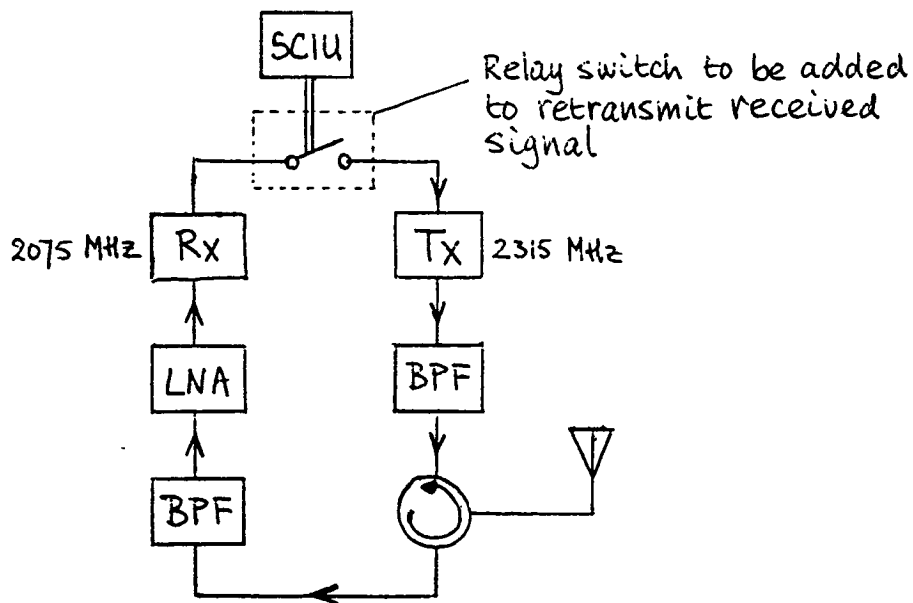 SCIU
Relay switch to be added
to retransmit received
signal
2075 MHz
Rx
Tx
2315 MHz
LNA
BPF
BPF